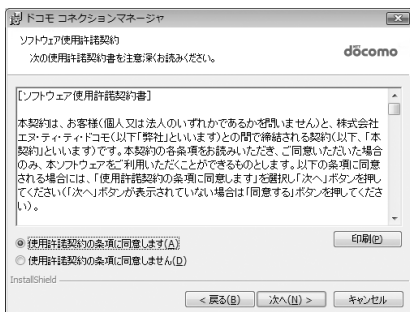 ドコモ コネクションマネージャ
ソフトウェア使用許諾契約
次の使用許諾契約書を注意深くお読みください。
döcomo
[ソフトウェア使用許諾契約書]
本契約は、お客様(個人又は法人のいずれかであるかを問いません)と、株式会社
エヌ・ティ・ティ・ドコモ(以下「弊社」といいます)との間で締結される契約(以下、「本
契約」といいます)です。本契約の各条項をお読みいただき、ご同意いただいた場合
のみ、本ソフトウェアをご利用いただくことができるものとします。以下の条項に同意
される場合には、「使用許諾契約の条項に同意します」を選択し「次へ」ボタンを押し
てください(「次へ」ボタンが表示されていない場合は「同意する」ボタンを押してくださ
い)。
使用許諾契約の条項に同意します(A)
印刷(P)
使用許諾契約の条項に同意しません(D)
InstallShield
< 戻る(B)
次へ(N) >
キャンセル